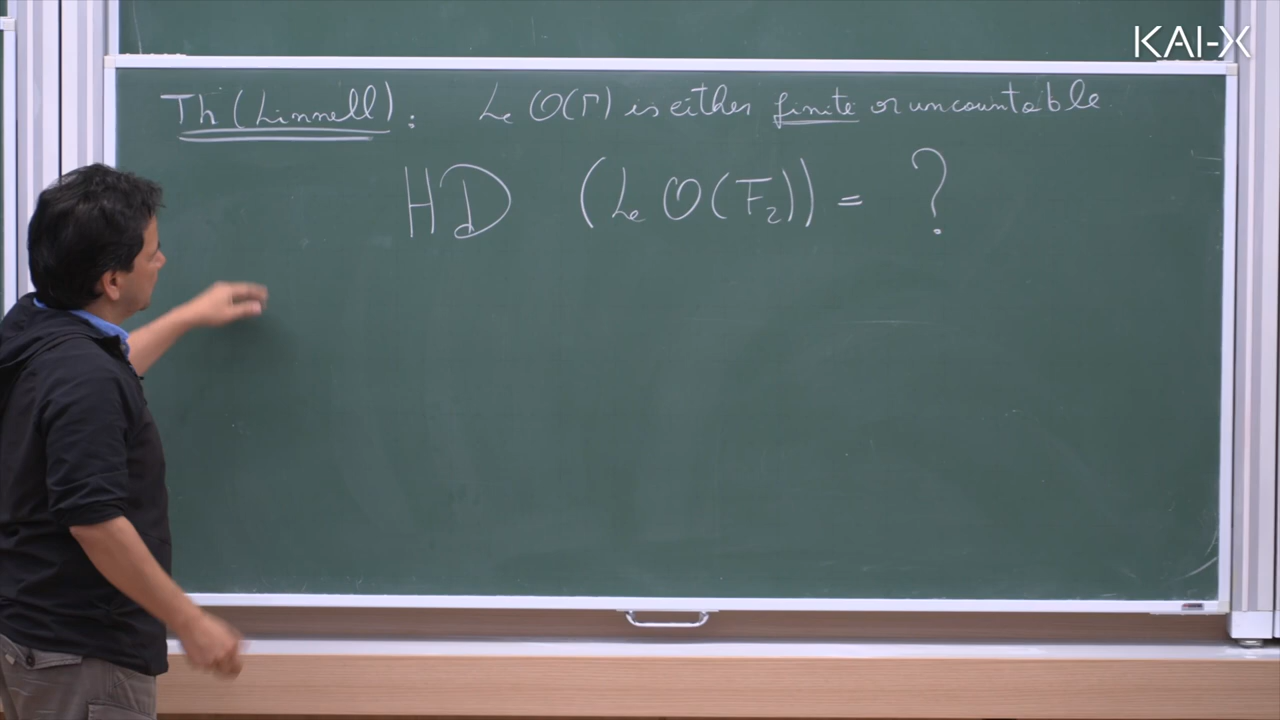 KAI-X
Th (Linnell): Le O(Γ) is either finite or uncountable
HD (Le O(F₂)) = ?